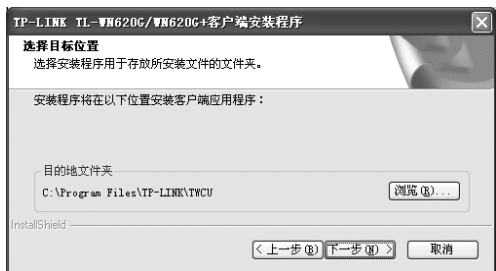 TP-LINK TL-WN620G/WN620G+客户端安装程序
选择目标位置
选择安装程序用于存放所安装文件的文件夹。
安装程序将在以下位置安装客户端应用程序：
目的地文件夹
C:\Program Files\TP-LINK\TWCU
浏览(R)...
InstallShield
<上一步(B) 下一步(N)> 取消